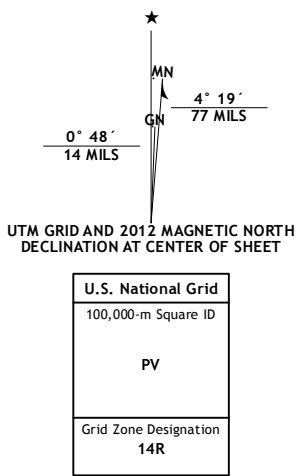 ★
MN
4° 19´
77 MILS
GN
0° 48´
14 MILS
UTM GRID AND 2012 MAGNETIC NORTH
DECLINATION AT CENTER OF SHEET
U.S. National Grid
100,000-m Square ID
PV
Grid Zone Designation
14R